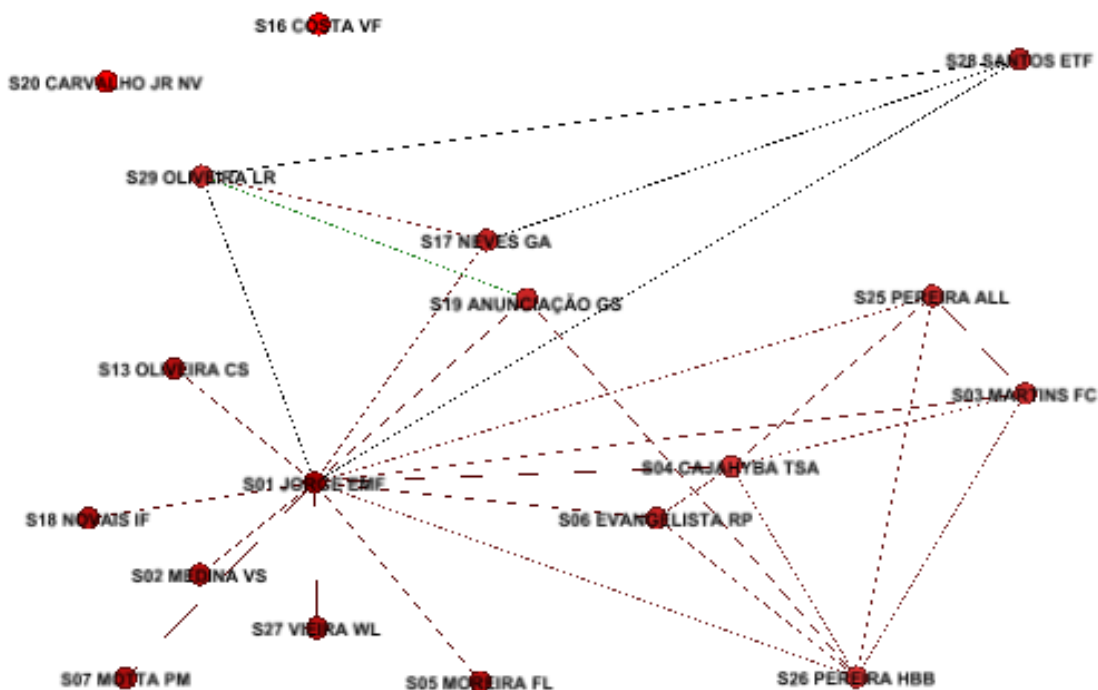 S16 COSTA VF
S28 SANTOS ETF
S20 CARVALHO JR NV
S29 OLIVEIRA LR
S17 NEVES GA
S19 ANUNCIAÇÃO GS
S25 PEREIRA ALL
S13 OLIVEIRA CS
S03 MARTINS FC
S04 CAJAHYBA TSA
S01 JORGE EMF
S18 NOVAIS IF
S06 EVANGELISTA RP
S02 MEDINA VS
S27 VIEIRA WL
S07 MOTTA PM
S05 MOREIRA FL
S26 PEREIRA HBB